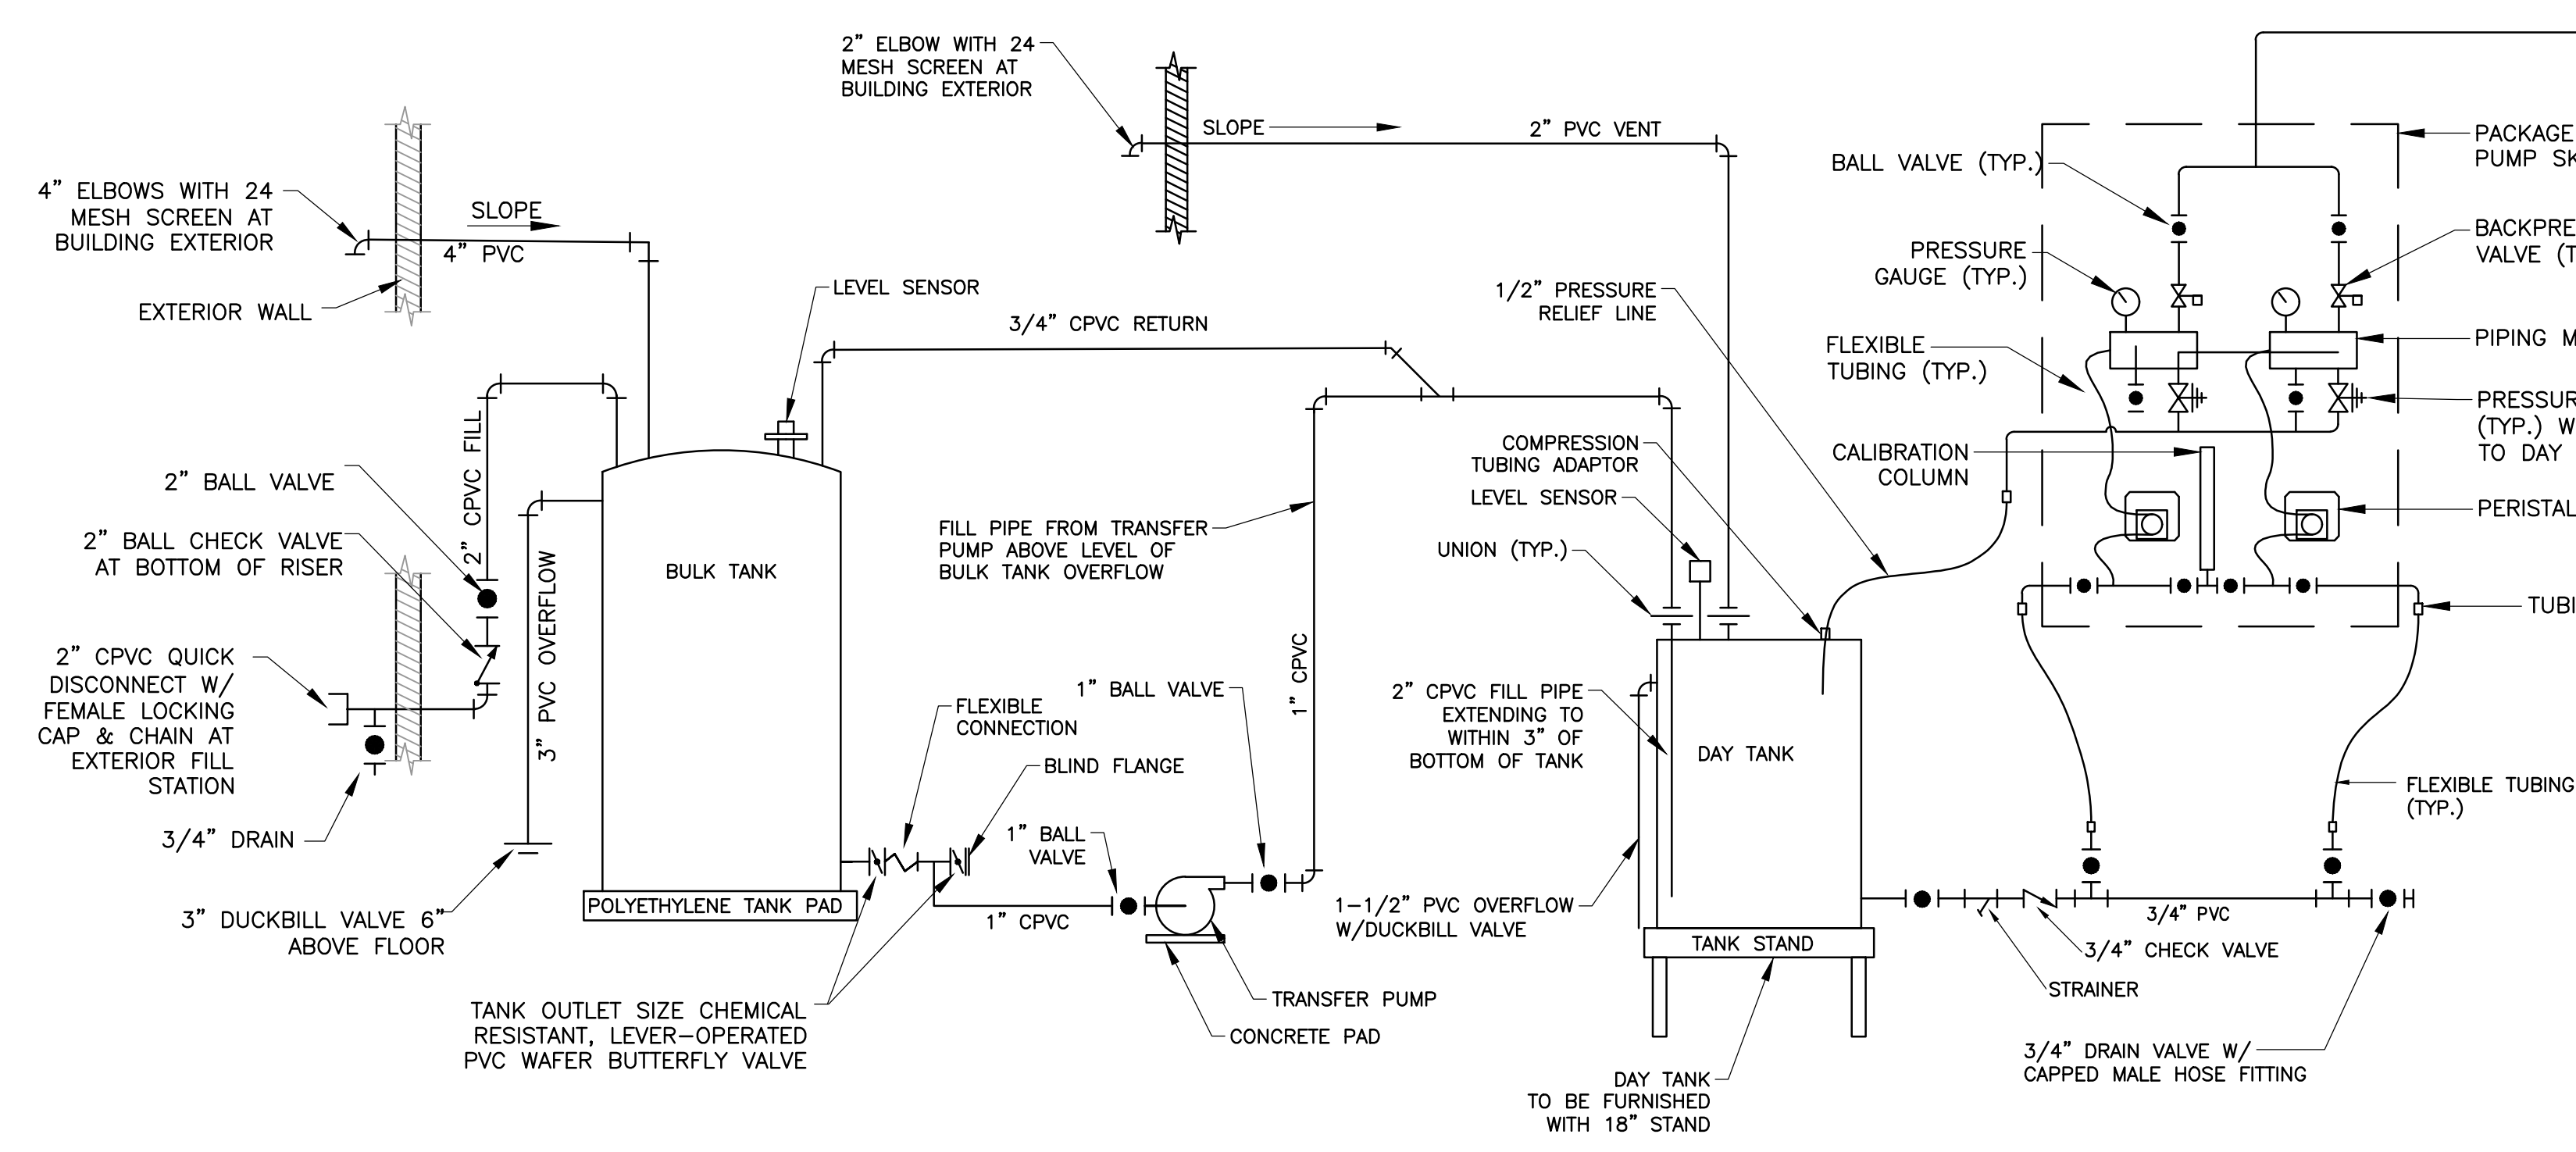 2” ELBOW WITH 24
MESH SCREEN AT
BUILDING EXTERIOR
SLOPE
2” PVC VENT
4” ELBOWS WITH 24
MESH SCREEN AT
BUILDING EXTERIOR
SLOPE
4” PVC
EXTERIOR WALL
LEVEL SENSOR
3/4” CPVC RETURN
2” CPVC FILL
2” BALL VALVE
2” BALL CHECK VALVE
AT BOTTOM OF RISER
2” CPVC QUICK
DISCONNECT W/
FEMALE LOCKING
CAP & CHAIN AT
EXTERIOR FILL
STATION
3/4” DRAIN
3” PVC OVERFLOW
3” DUCKBILL VALVE 6”
ABOVE FLOOR
BULK TANK
POLYETHYLENE TANK PAD
FILL PIPE FROM TRANSFER
PUMP ABOVE LEVEL OF
BULK TANK OVERFLOW
FLEXIBLE
CONNECTION
BLIND FLANGE
1” BALL VALVE
1” BALL
VALVE
1” CPVC
1” CPVC
TANK OUTLET SIZE CHEMICAL
RESISTANT, LEVER-OPERATED
PVC WAFER BUTTERFLY VALVE
TRANSFER PUMP
CONCRETE PAD
1/2” PRESSURE
RELIEF LINE
COMPRESSION
TUBING ADAPTOR
LEVEL SENSOR
UNION (TYP.)
2” CPVC FILL PIPE
EXTENDING TO
WITHIN 3” OF
BOTTOM OF TANK
DAY TANK
1-1/2” PVC OVERFLOW
W/DUCKBILL VALVE
TANK STAND
DAY TANK
TO BE FURNISHED
WITH 18” STAND
BALL VALVE (TYP.)
PRESSURE
GAUGE (TYP.)
FLEXIBLE
TUBING (TYP.)
CALIBRATION
COLUMN
PACKAGE
PUMP SK
BACKPRE
VALVE (T
PIPING M
PRESSUR
(TYP.) W
TO DAY
PERISTAL
TUBI
FLEXIBLE TUBING
(TYP.)
3/4” PVC
3/4” CHECK VALVE
STRAINER
3/4” DRAIN VALVE W/
CAPPED MALE HOSE FITTING